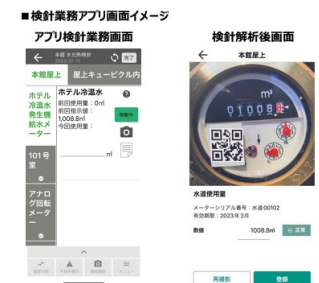 ■検針業務アプリ画面イメージ
アプリ検針業務画面
検針解析後画面
本館 水光熱検針
完了
本館屋上
屋上キュービクル内
ホテル
冷温水
発生機
給水メ
ーター
101号
室
アナロ
グ回転
メータ
ー
ホテル冷温水
前回使用量：0㎥
前回指示値：
1,008.8㎥
今回使用量：
稼働中
㎥
メニュー
本館屋上
m³
水道使用量
メーターシリアル番号：水道00102
有効期限：2023年3月
数値
1008.8㎥
正常
再撮影
登録